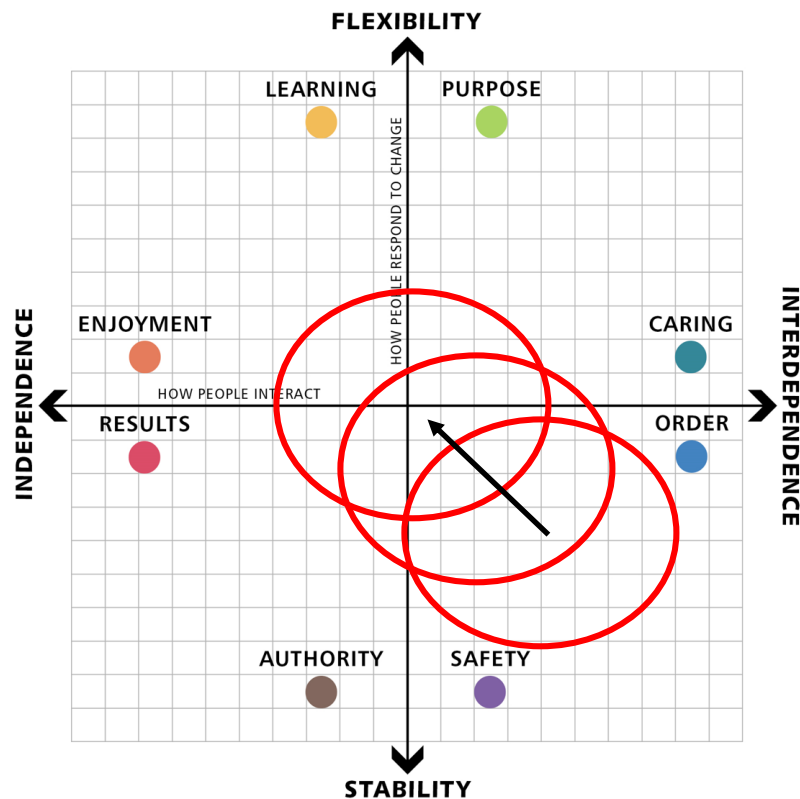 FLEXIBILITY
LEARNING
PURPOSE
HOW PEOPLE RESPOND TO CHANGE
ENJOYMENT
CARING
INDEPENDENCE
HOW PEOPLE INTERACT
INTERDEPENDENCE
RESULTS
ORDER
AUTHORITY
SAFETY
STABILITY